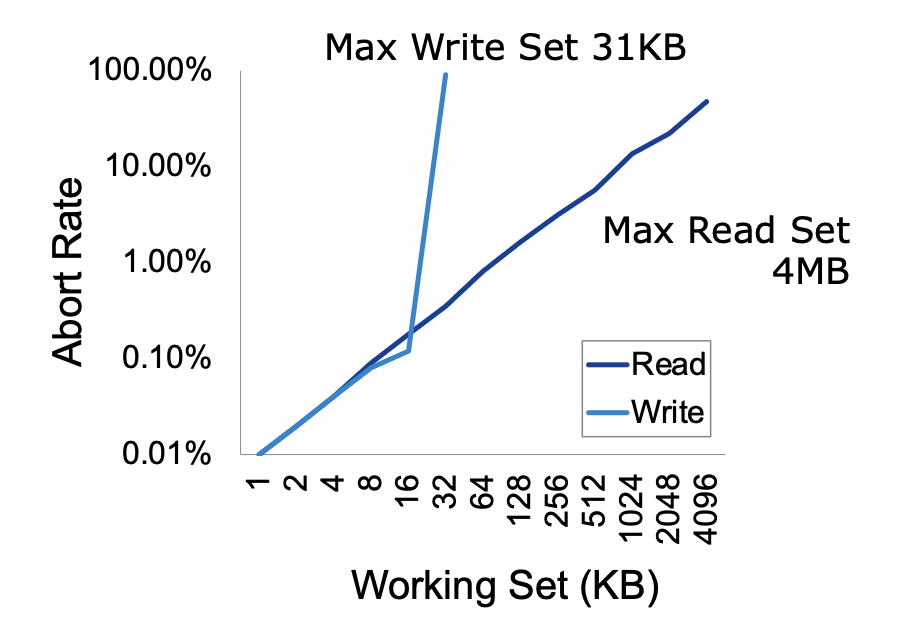 Max Write Set 31KB
100.00%
10.00%
1.00%
0.10%
0.01%
Abort Rate
Max Read Set
4MB
Read
Write
1
2
4
8
16
32
64
128
256
512
1024
2048
4096
Working Set (KB)